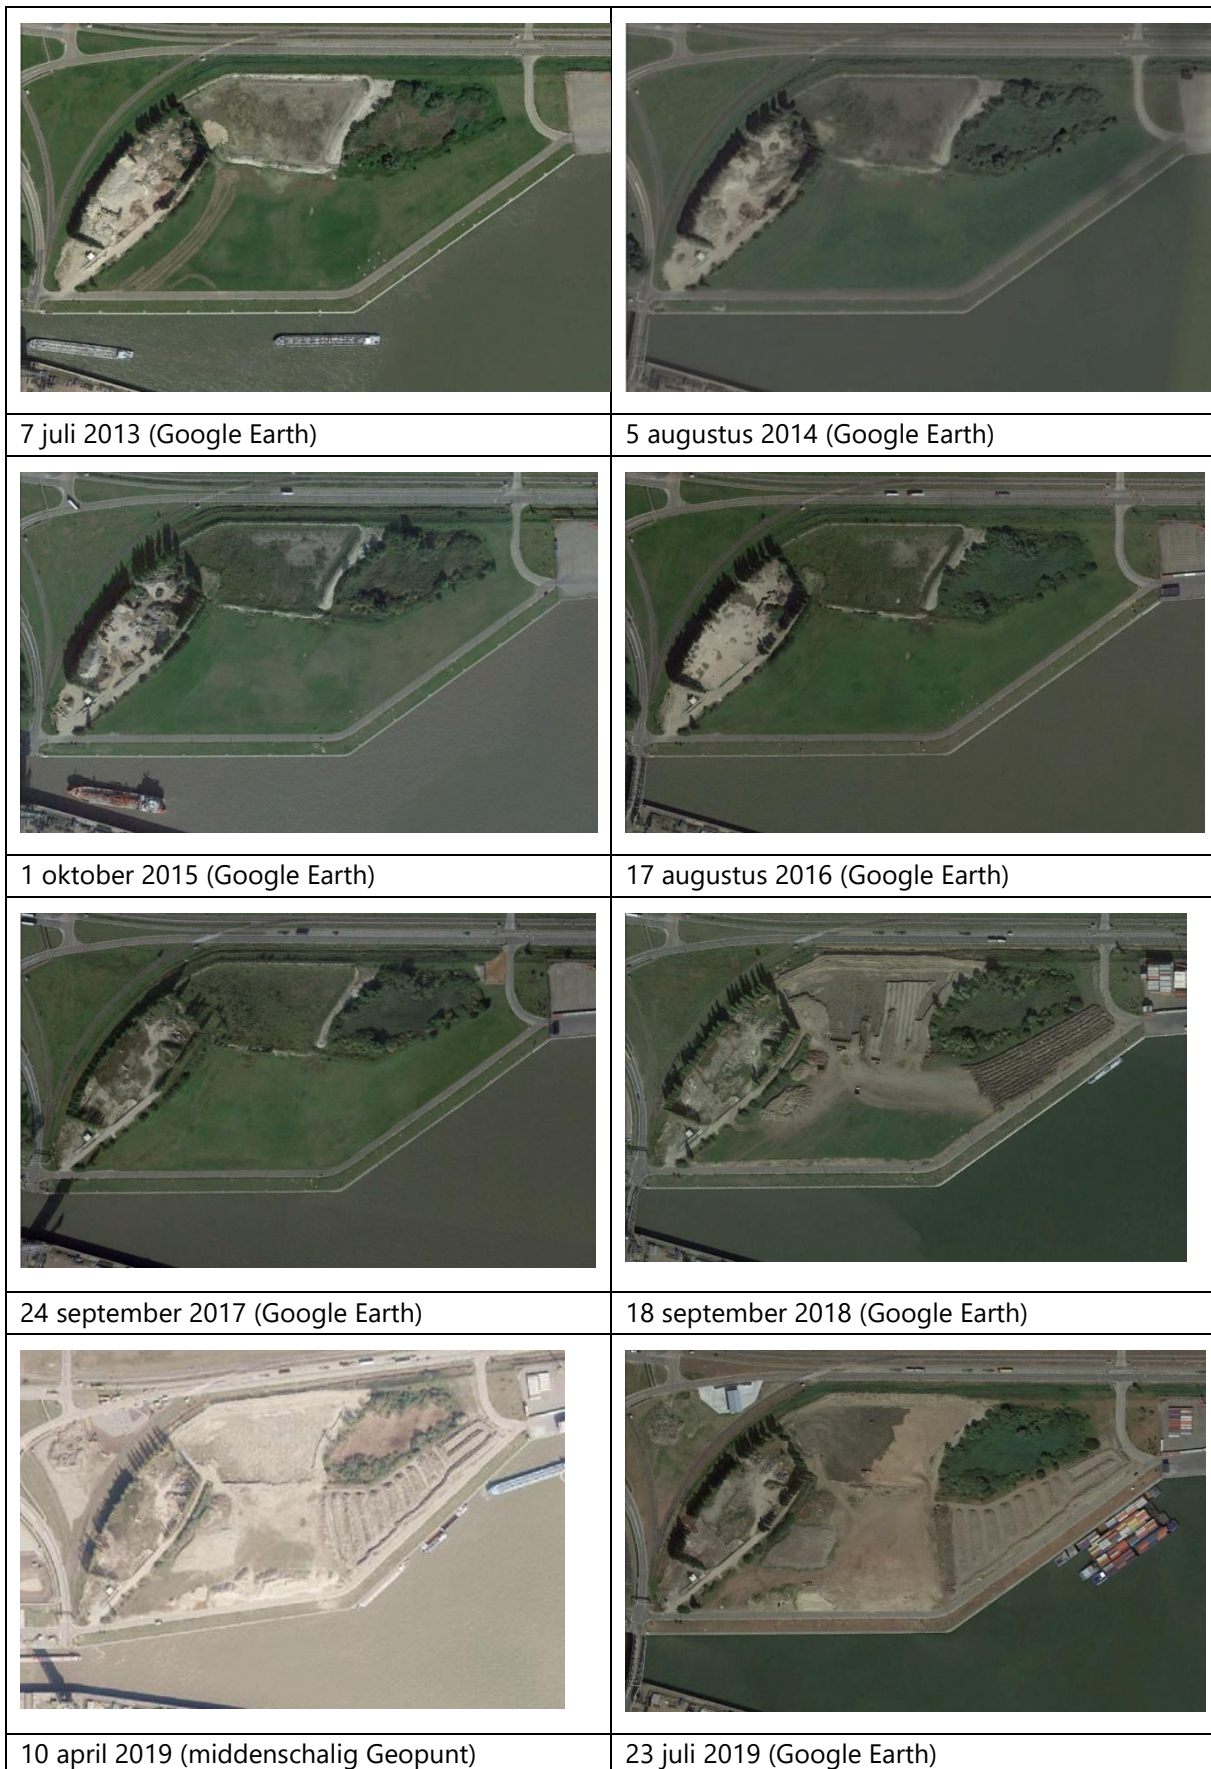 7 juli 2013 (Google Earth)
5 augustus 2014 (Google Earth)
1 oktober 2015 (Google Earth)
17 augustus 2016 (Google Earth)
24 september 2017 (Google Earth)
18 september 2018 (Google Earth)
10 april 2019 (middenschalig Geopunt)
23 juli 2019 (Google Earth)